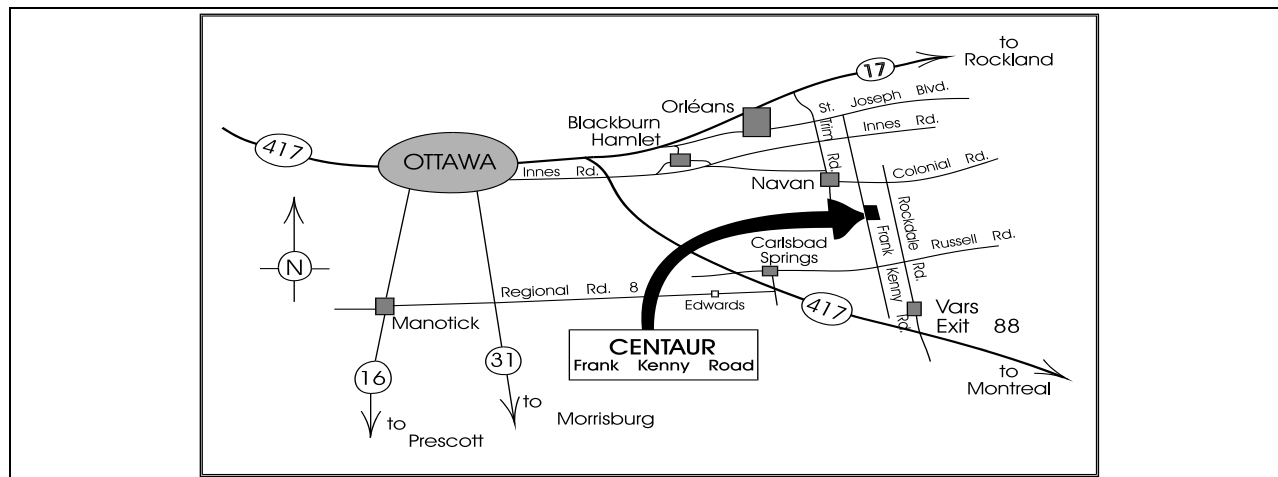 to
Rockland
17
Orléans
St. Joseph Blvd.
Blackburn
Hamlet
Innes Rd.
417
OTTAWA
Innes Rd.
Trim Rd.
Navan
Colonial Rd.
N
Carlsbad
Springs
Frank Kenny Rd.
Rockdale Rd.
Russell Rd.
Regional Rd. 8
Edwards
417
Vars
Exit 88
Manotick
CENTAUR
Frank Kenny Road
31
16
to
Montreal
to
Morrisburg
to
Prescott